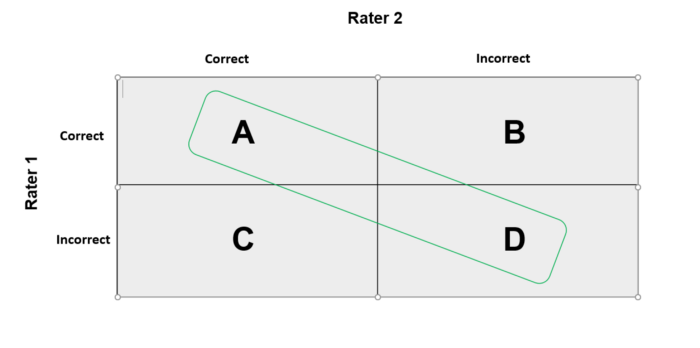 Rater 2
Correct Incorrect
Correct A B
Rater 1
Incorrect C D